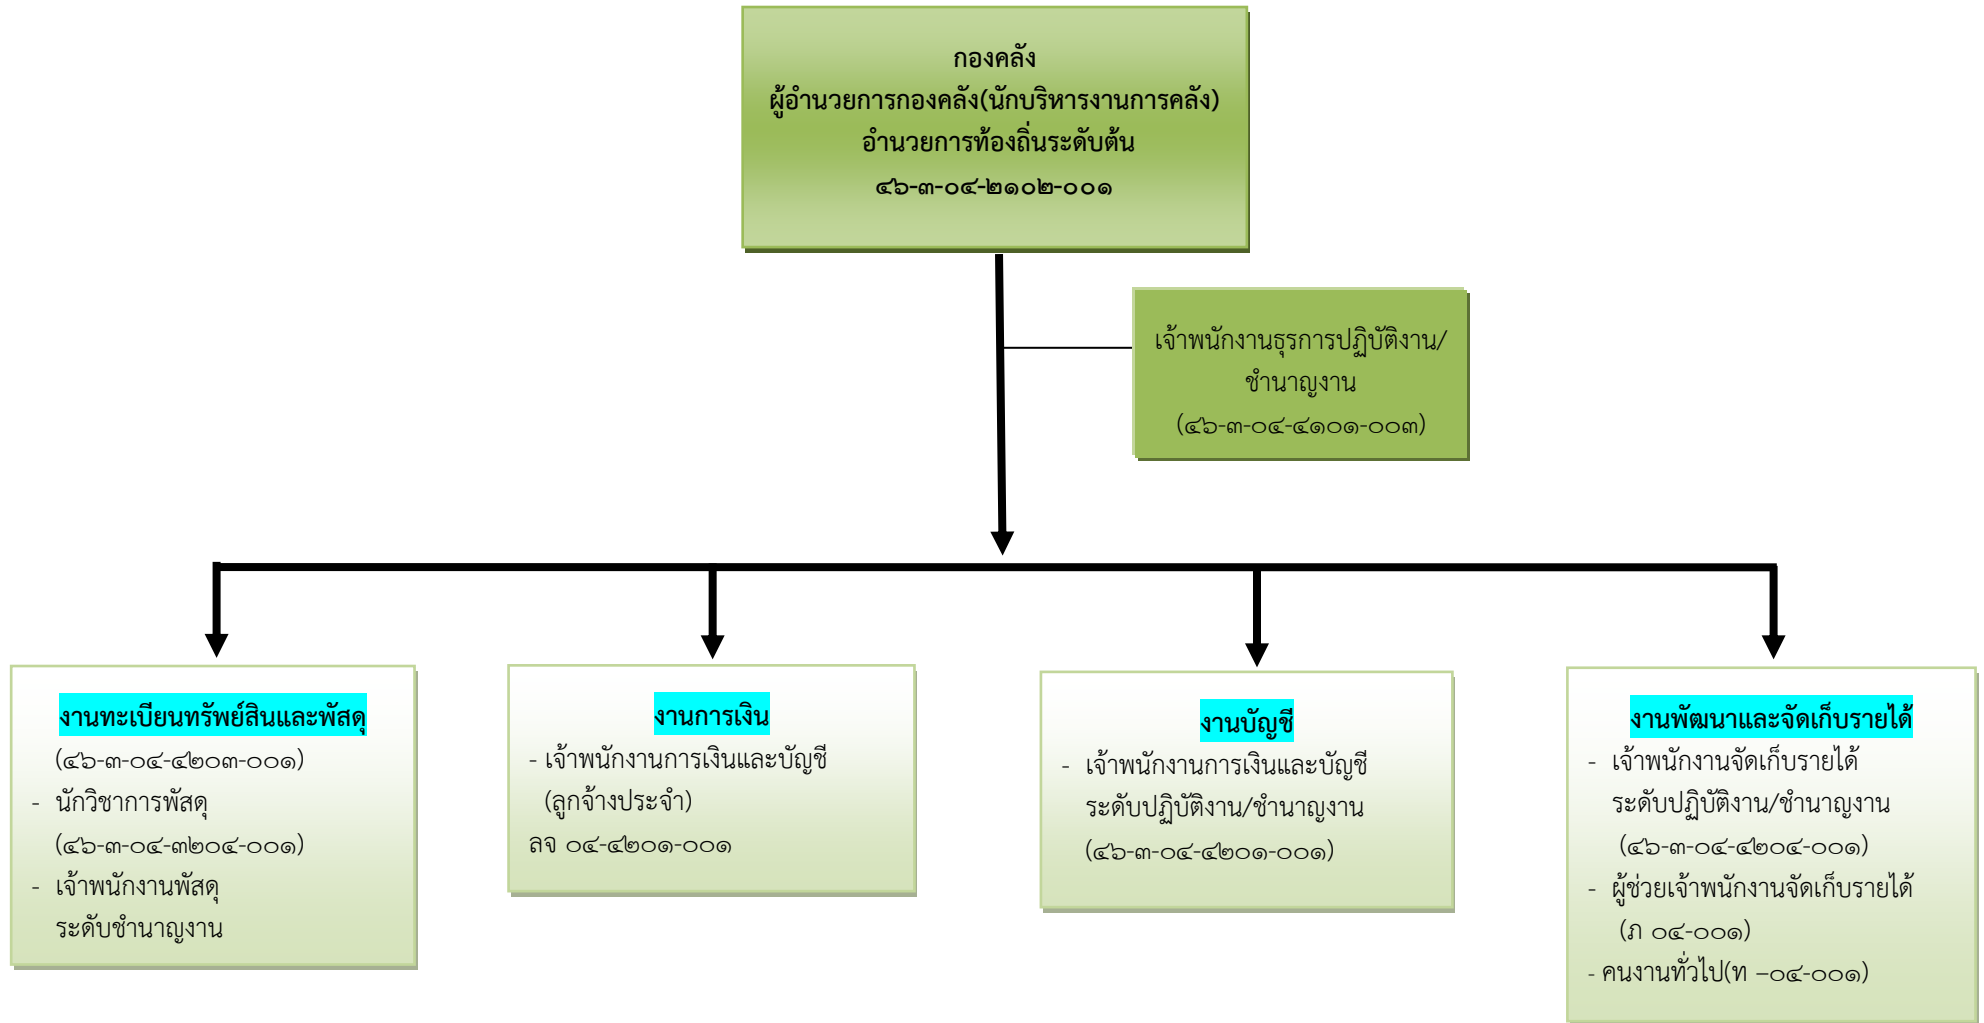 กองคลัง
ผู้อำนวยการกองคลัง(นักบริหารงานการคลัง)
อำนวยการท้องถิ่นระดับต้น
๔๖-๓-๐๔-๒๑๐๒-๐๐๑
เจ้าพนักงานธุรการปฏิบัติงาน/
ชำนาญงาน
(๔๖-๓-๐๔-๔๑๐๑-๐๐๓)
งานทะเบียนทรัพย์สินและพัสดุ
(๔๖-๓-๐๔-๔๒๐๓-๐๐๑)
- นักวิชาการพัสดุ
(๔๖-๓-๐๔-๓๒๐๔-๐๐๑)
- เจ้าพนักงานพัสดุ
ระดับชำนาญงาน
งานการเงิน
- เจ้าพนักงานการเงินและบัญชี
(ลูกจ้างประจำ)
ลจ ๐๔-๔๒๐๑-๐๐๑
งานบัญชี
- เจ้าพนักงานการเงินและบัญชี
ระดับปฏิบัติงาน/ชำนาญงาน
(๔๖-๓-๐๔-๔๒๐๑-๐๐๑)
งานพัฒนาและจัดเก็บรายได้
- เจ้าพนักงานจัดเก็บรายได้
ระดับปฏิบัติงาน/ชำนาญงาน
(๔๖-๓-๐๔-๔๒๐๔-๐๐๑)
- ผู้ช่วยเจ้าพนักงานจัดเก็บรายได้
(ภ ๐๔-๐๐๑)
- คนงานทั่วไป(ท –๐๔-๐๐๑)